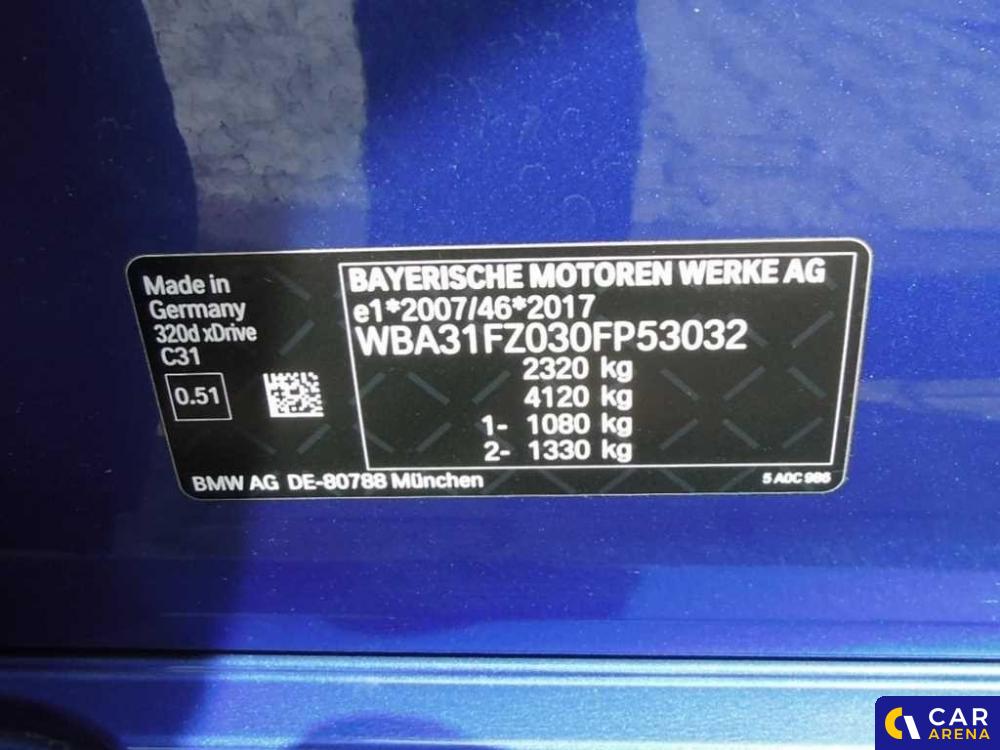 Made in
Germany
320d xDrive
C31
0.51
BAYERISCHE MOTOREN WERKE AG
e1*2007/46*2017
WBA31FZ030FP53032
2320 kg
4120 kg
1- 1080 kg
2- 1330 kg
BMW AG DE-80788 München
5 A0C 986
CAR
ARENA